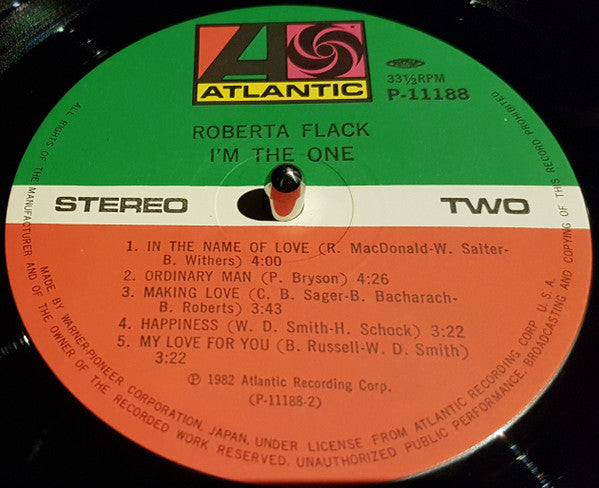 ATLANTIC
33⅓RPM
P-11188
ROBERTA FLACK
I'M THE ONE
STEREO
TWO
1. IN THE NAME OF LOVE (R. MacDonald-W. Salter-
B. Withers) 4:00
2. ORDINARY MAN (P. Bryson) 4:26
3. MAKING LOVE (C. B. Sager-B. Bacharach-
B. Roberts) 3:43
4. HAPPINESS (W. D. Smith-H. Schock) 3:22
5. MY LOVE FOR YOU (B. Russell-W. D. Smith)
3:22
℗ 1982 Atlantic Recording Corp.
(P-11188-2)
MADE BY WARNER-PIONEER CORPORATION, JAPAN, UNDER LICENSE FROM ATLANTIC RECORDING CORP. U.S.A.
ALL RIGHTS OF THE MANUFACTURER AND OF THE OWNER OF THE RECORDED WORK RESERVED. UNAUTHORIZED PUBLIC PERFORMANCE, BROADCASTING AND COPYING OF THIS RECORD PROHIBITED